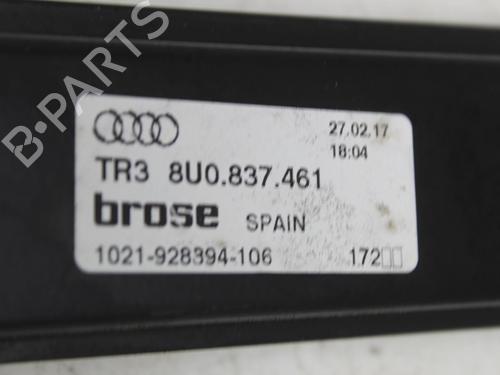 B-PARTS
27.02.17
18:04
TR3 8U0.837.461
brose SPAIN
1021-928394-106 172□□